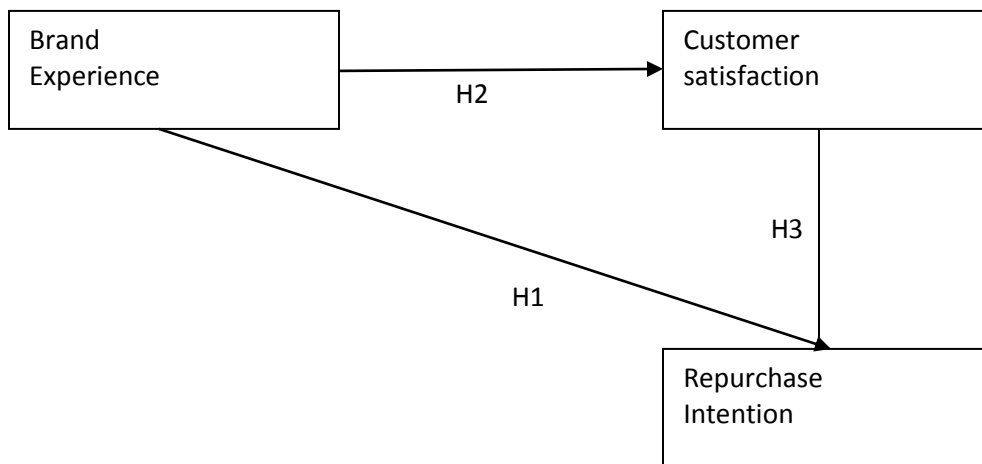 Brand
Experience
Customer
satisfaction
H2
H3
H1
Repurchase
Intention